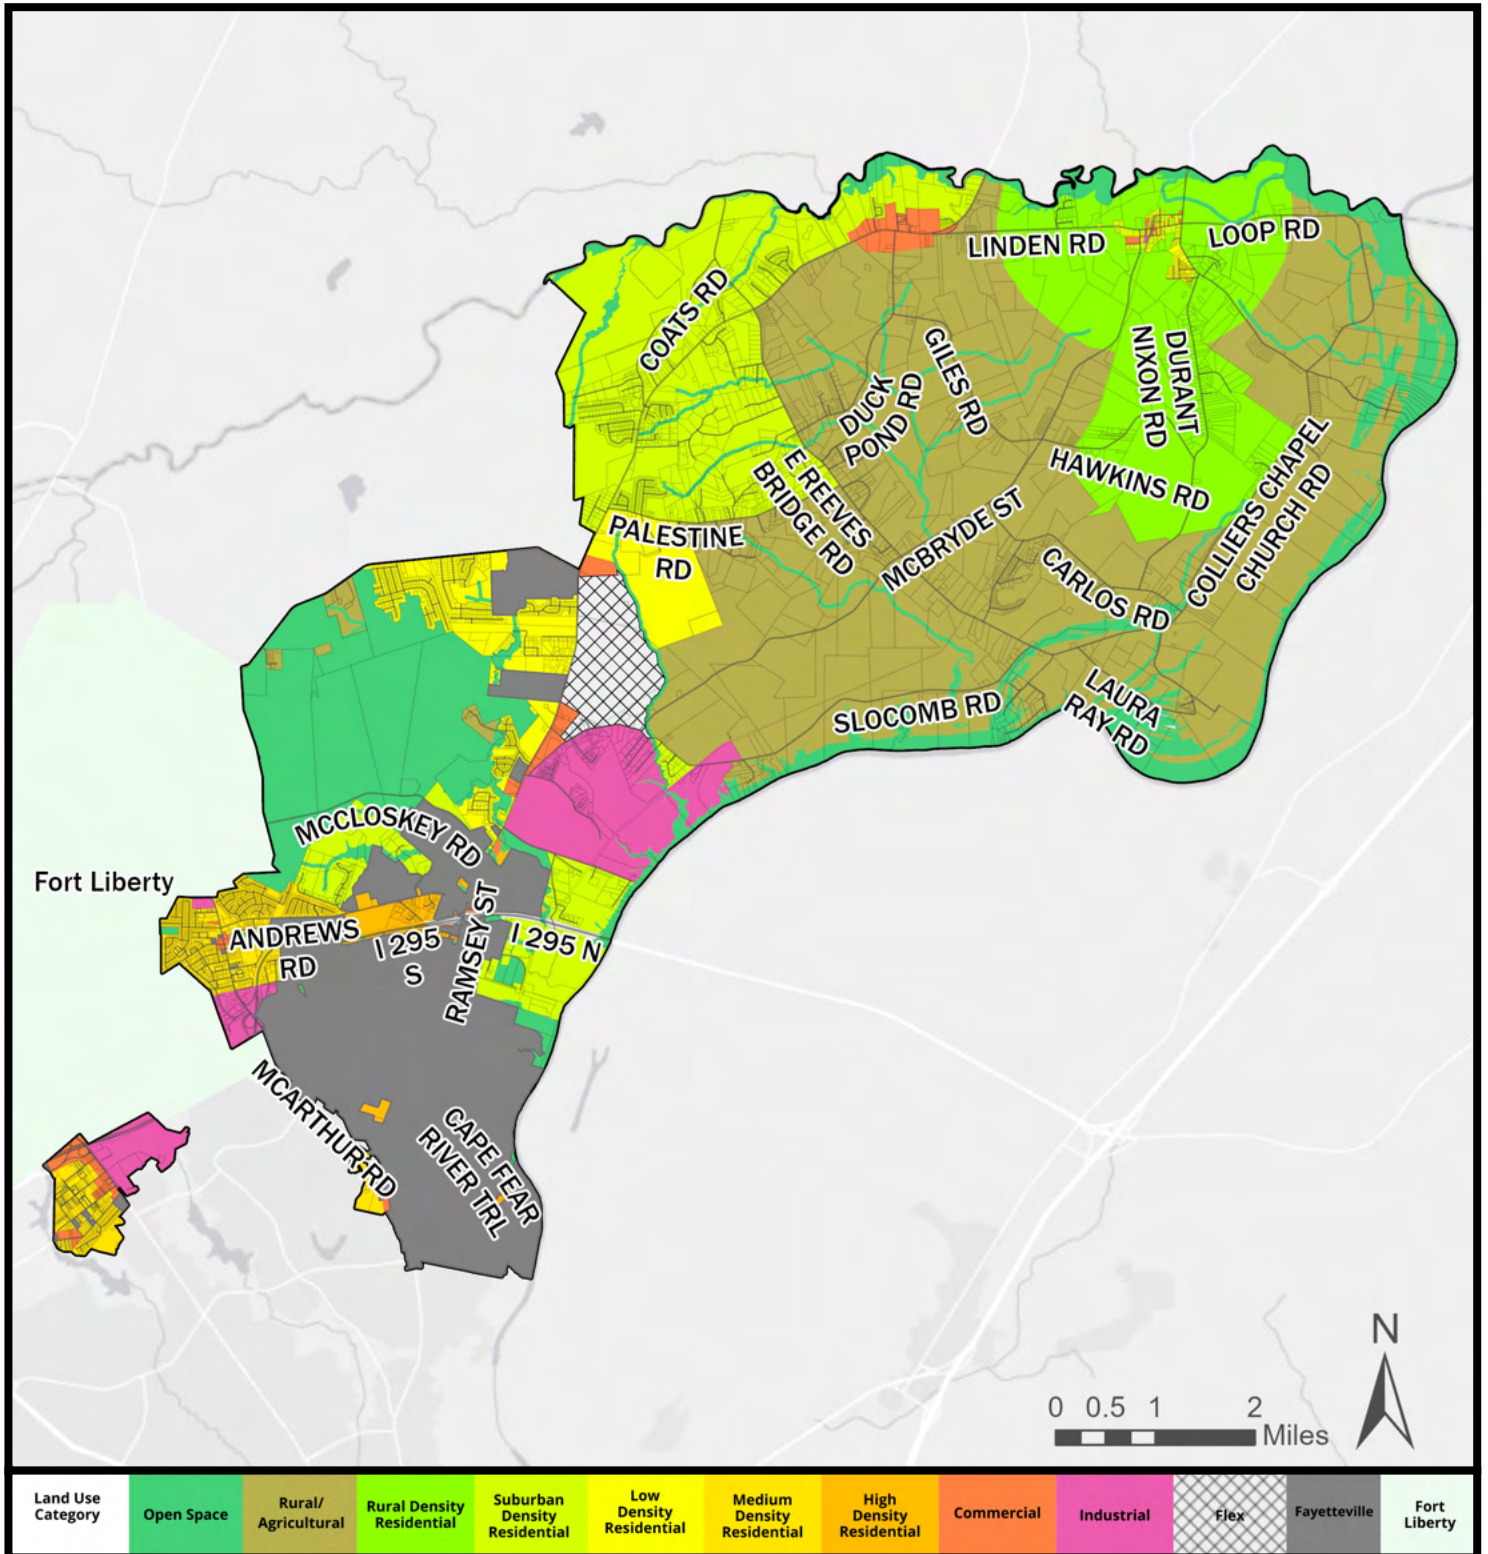 LINDEN RD
LOOP RD
COATS RD
GILES RD
DURANT
NIXON RD
DUCK
POND RD
HAWKINS RD
COLLIERS CHAPEL
CHURCH RD
E REEVES
BRIDGE RD
PALESTINE
RD
MCBRYDE ST
CARLOS RD
LAURA
RAY RD
SLOCOMB RD
MCCLOSKEY RD
Fort Liberty
ANDREWS
RD
I 295
S
RAMSEY ST
I 295 N
MCARTHUR RD
CAPE FEAR
RIVER TRL
N
0 0.5 1 2
Miles
Land Use
Category
Open Space
Rural/
Agricultural
Rural Density
Residential
Suburban
Density
Residential
Low
Density
Residential
Medium
Density
Residential
High
Density
Residential
Commercial
Industrial
Flex
Fayetteville
Fort
Liberty